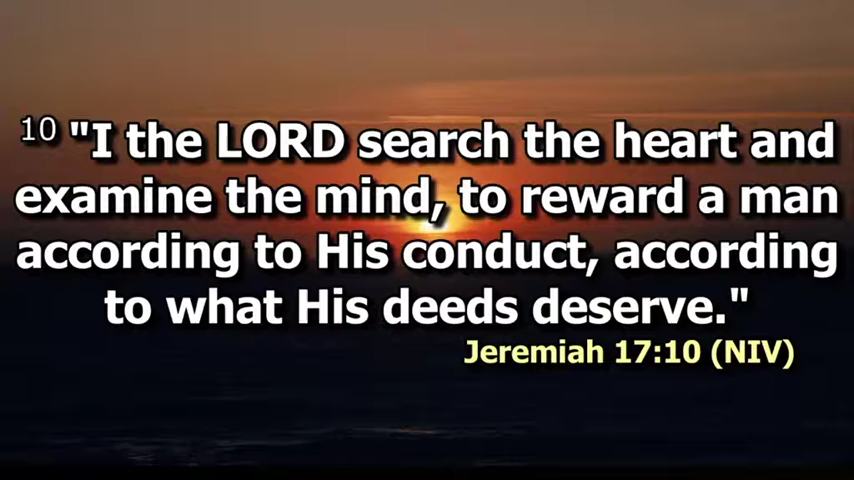 10 "I the LORD search the heart and
examine the mind, to reward a man
according to His conduct, according
to what His deeds deserve."
Jeremiah 17:10 (NIV)